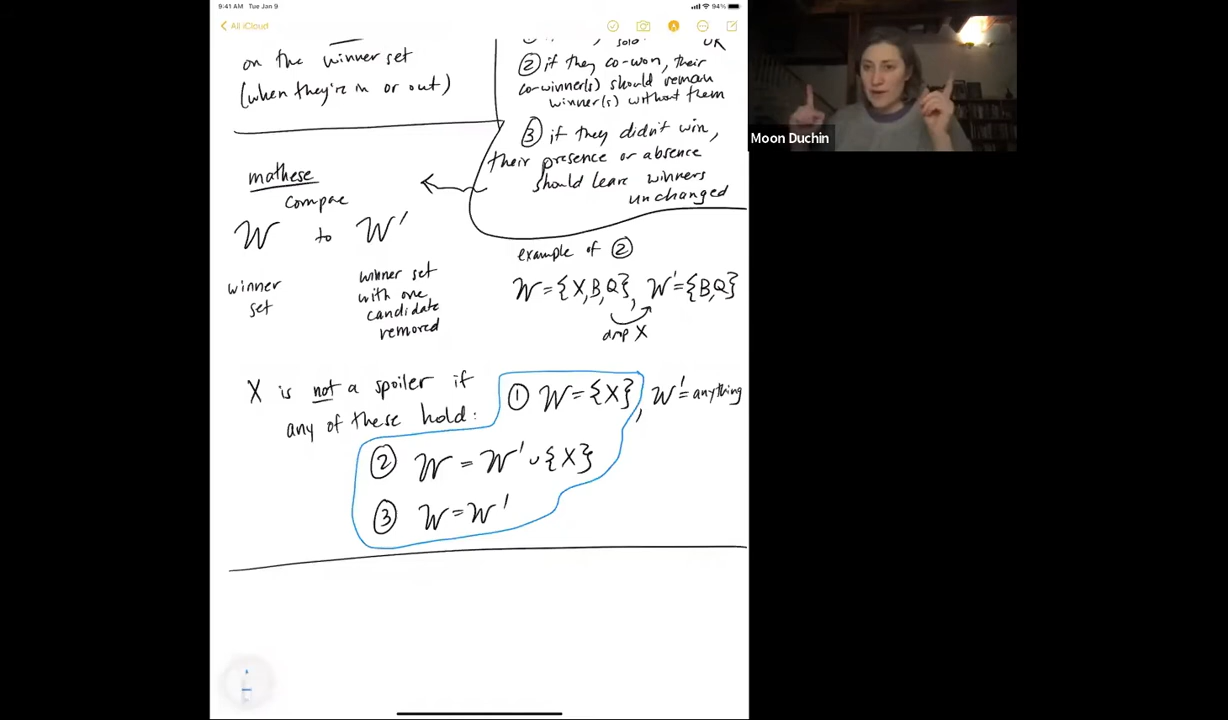 9:41 AM Tue Jan 9
94%
All iCloud
on the winner set
(when they're in or out)
solo
OK
② if they co-won, their
co-winner(s) should remain
winner(s) without them
③ if they didn't win,
their presence or absence
should leave winners
unchanged
mathese
compare
W to W'
winner
set
winner set
with one
candidate
removed
example of ②
W = {X, B, Q}, W' = {B, Q}
drop X
X is not a spoiler if
any of these hold:
① W = {X}, W' = anything
② W = W' ∪ {X}
③ W = W'
Moon Duchin